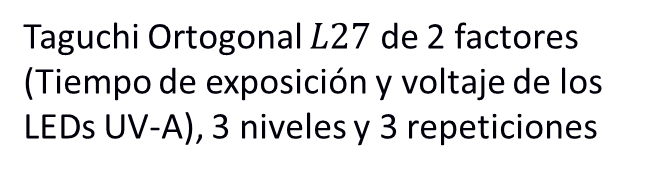 Taguchi Ortogonal L27 de 2 factores
(Tiempo de exposición y voltaje de los
LEDs UV-A), 3 niveles y 3 repeticiones